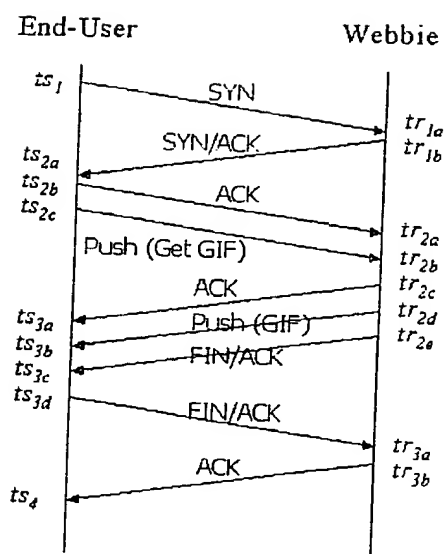 End-User Webbie
ts1
SYN
tr1a
SYN/ACK
tr1b
ts2a
ts2b
ACK
ts2c
tr2a
Push (Get GIF)
tr2b
ACK
tr2c
ts3a
Push (GIF)
tr2d
ts3b
FIN/ACK
tr2e
ts3c
ts3d
FIN/ACK
tr3a
ACK
tr3b
ts4